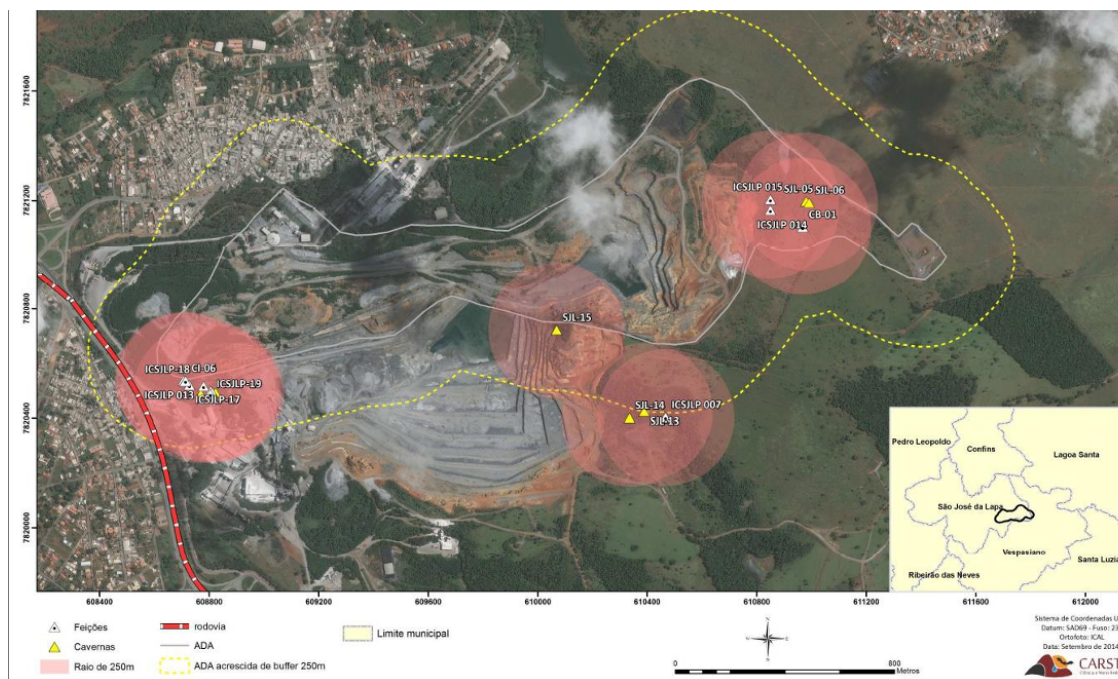 7821600
7821200
7820800
7820400
7820000
ICSJLP 015 SJL-05 SJL-06
CB-01
ICSJLP 014
SJL-15
ICSJLP-18 CI-06
ICSJLP-19
ICSJLP 013
ICSJLP-17
SJL-14 ICSJLP 007
SJL-13
Pedro Leopoldo
Confins
Lagoa Santa
São José da Lapa
Vespasiano
Santa Luzia
Ribeirão das Neves
608400 608800 609200 609600 610000 610400 610800 611200 611600 612000
Feições
Cavernas
Raio de 250m
rodovia
ADA
ADA acrescida de buffer 250m
Limite municipal
N
0 800
Metros
Sistema de Coordenadas U
Datum: SAD69 - Fuso: 23
Ortofoto: ICAL
Data: Setembro de 2014
CARST